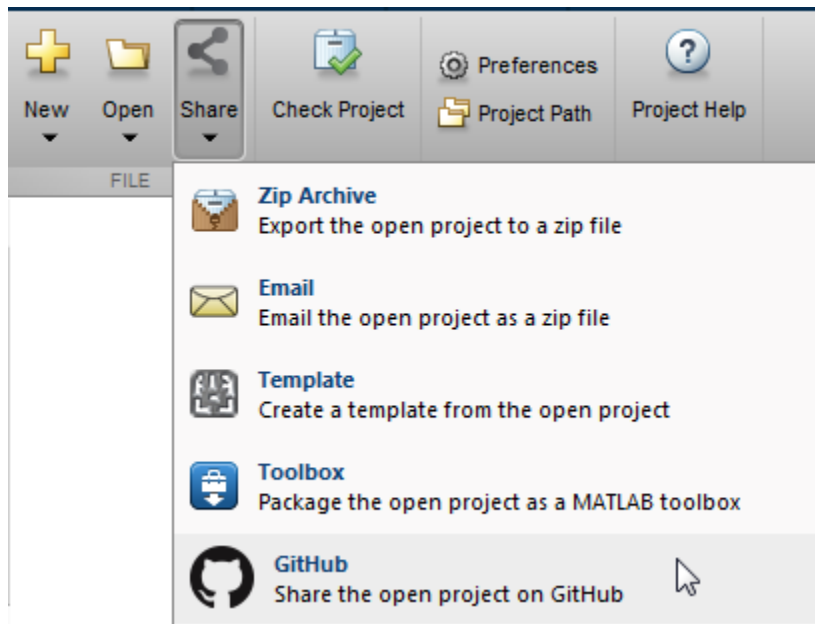 New
Open
Share
Check Project
Preferences
Project Path
Project Help
FILE
Zip Archive
Export the open project to a zip file
Email
Email the open project as a zip file
Template
Create a template from the open project
Toolbox
Package the open project as a MATLAB toolbox
GitHub
Share the open project on GitHub